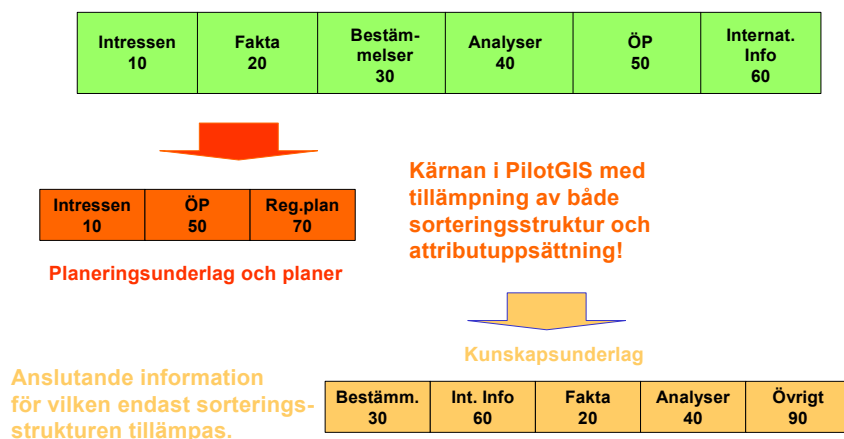 Intressen
10
Fakta
20
Bestäm-
melser
30
Analyser
40
ÖP
50
Internat.
Info
60
Kärnan i PilotGIS med
tillämpning av både
sorteringsstruktur och
attributuppsättning!
Intressen
10
ÖP
50
Reg.plan
70
Planeringsunderlag och planer
Kunskapsunderlag
Anslutande information
för vilken endast sorterings-
strukturen tillämpas.
Bestämm.
30
Int. Info
60
Fakta
20
Analyser
40
Övrigt
90